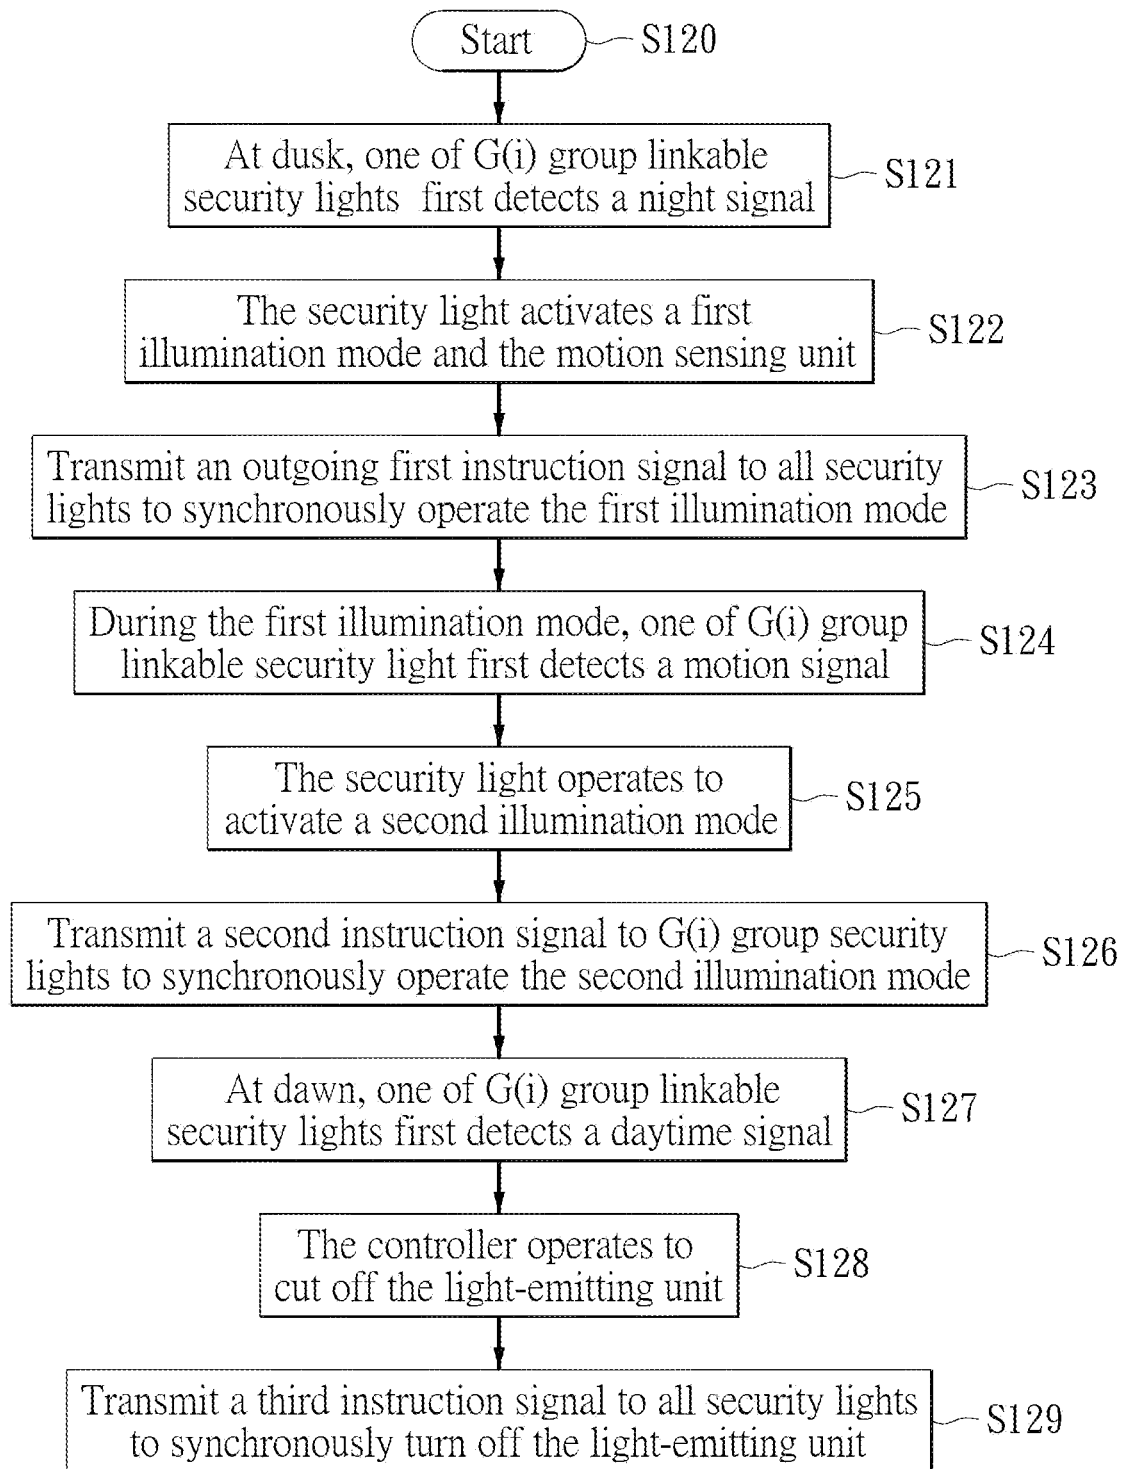 Start
S120
At dusk, one of G(i) group linkable
security lights first detects a night signal
S121
The security light activates a first
illumination mode and the motion sensing unit
S122
Transmit an outgoing first instruction signal to all security
lights to synchronously operate the first illumination mode
S123
During the first illumination mode, one of G(i) group
linkable security light first detects a motion signal
S124
The security light operates to
activate a second illumination mode
S125
Transmit a second instruction signal to G(i) group security
lights to synchronously operate the second illumination mode
S126
At dawn, one of G(i) group linkable
security lights first detects a daytime signal
S127
The controller operates to
cut off the light-emitting unit
S128
Transmit a third instruction signal to all security lights
to synchronously turn off the light-emitting unit
S129